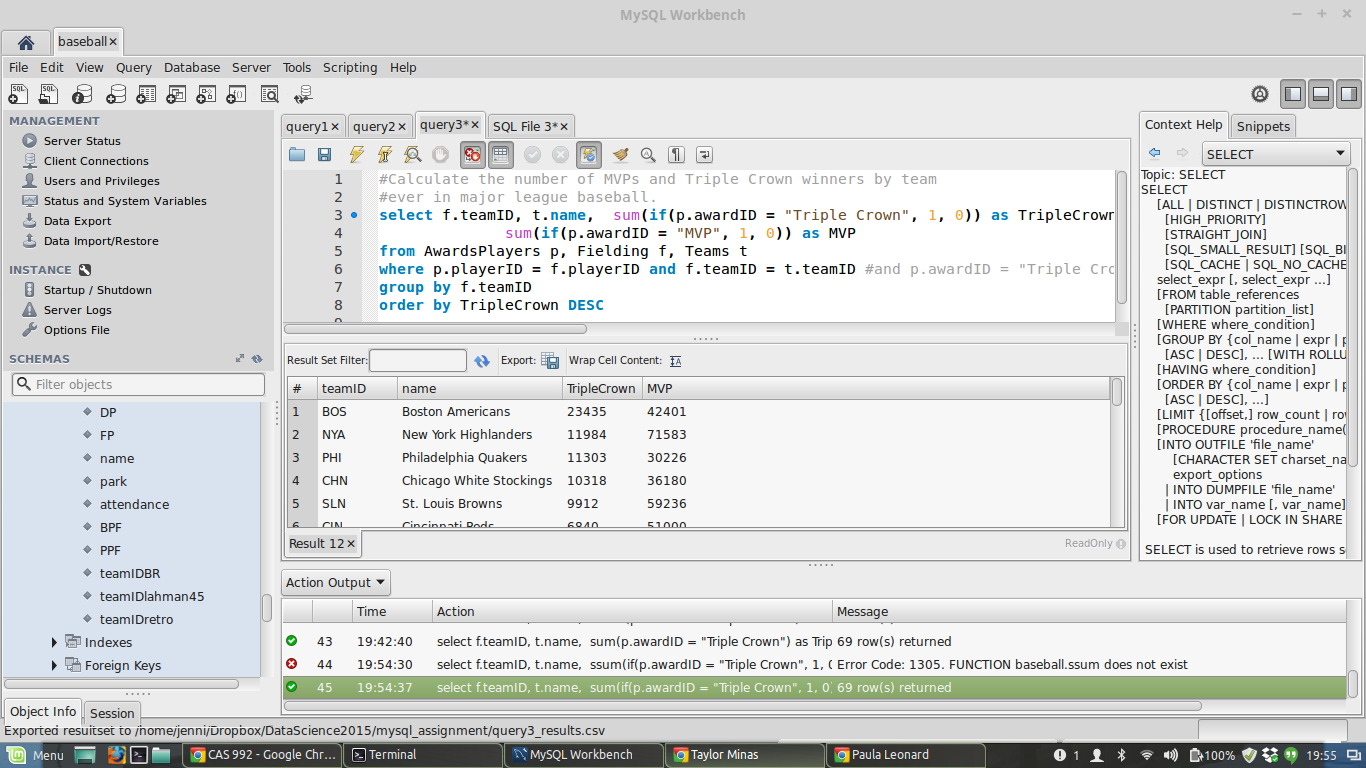 MySQL Workbench
baseball
File Edit View Query Database Server Tools Scripting Help
MANAGEMENT
Server Status
Client Connections
Users and Privileges
Status and System Variables
Data Export
Data Import/Restore
INSTANCE
Startup / Shutdown
Server Logs
Options File
SCHEMAS
Filter objects
DP
FP
name
park
attendance
BPF
PPF
teamIDBR
teamIDlahman45
teamIDretro
Indexes
Foreign Keys
Object Info Session
query1 query2 query3* SQL File 3*
1 #Calculate the number of MVPs and Triple Crown winners by team
2 #ever in major league baseball.
3 select f.teamID, t.name, sum(if(p.awardID = "Triple Crown", 1, 0)) as TripleCrown
4 sum(if(p.awardID = "MVP", 1, 0)) as MVP
5 from AwardsPlayers p, Fielding f, Teams t
6 where p.playerID = f.playerID and f.teamID = t.teamID #and p.awardID = "Triple Cro
7 group by f.teamID
8 order by TripleCrown DESC
Result Set Filter: Export: Wrap Cell Content:
# teamID name TripleCrown MVP
1 BOS Boston Americans 23435 42401
2 NYA New York Highlanders 11984 71583
3 PHI Philadelphia Quakers 11303 30226
4 CHN Chicago White Stockings 10318 36180
5 SLN St. Louis Browns 9912 59236
6 CIN Cincinnati Reds 6840 51000
Result 12 ReadOnly
Action Output
Time Action Message
43 19:42:40 select f.teamID, t.name, sum(p.awardID = "Triple Crown") as Trip 69 row(s) returned
44 19:54:30 select f.teamID, t.name, ssum(if(p.awardID = "Triple Crown", 1, 0 Error Code: 1305. FUNCTION baseball.ssum does not exist
45 19:54:37 select f.teamID, t.name, sum(if(p.awardID = "Triple Crown", 1, 0) 69 row(s) returned
Context Help Snippets
SELECT
Topic: SELECT
SELECT
[ALL | DISTINCT | DISTINCTROW
[HIGH_PRIORITY]
[STRAIGHT_JOIN]
[SQL_SMALL_RESULT] [SQL_BI
[SQL_CACHE | SQL_NO_CACHE
select_expr [, select_expr ...]
[FROM table_references
[PARTITION partition_list]
[WHERE where_condition]
[GROUP BY {col_name | expr | p
[ASC | DESC], ... [WITH ROLLU
[HAVING where_condition]
[ORDER BY {col_name | expr | p
[ASC | DESC], ...]
[LIMIT {[offset,] row_count | row
[PROCEDURE procedure_name(
[INTO OUTFILE 'file_name'
[CHARACTER SET charset_na
export_options
| INTO DUMPFILE 'file_name'
| INTO var_name [, var_name]
[FOR UPDATE | LOCK IN SHARE
SELECT is used to retrieve rows s
Exported resultset to /home/jenni/Dropbox/DataScience2015/mysql_assignment/query3_results.csv
Menu CAS 992 - Google Chr... Terminal MySQL Workbench Taylor Minas Paula Leonard 1 100% 19:55